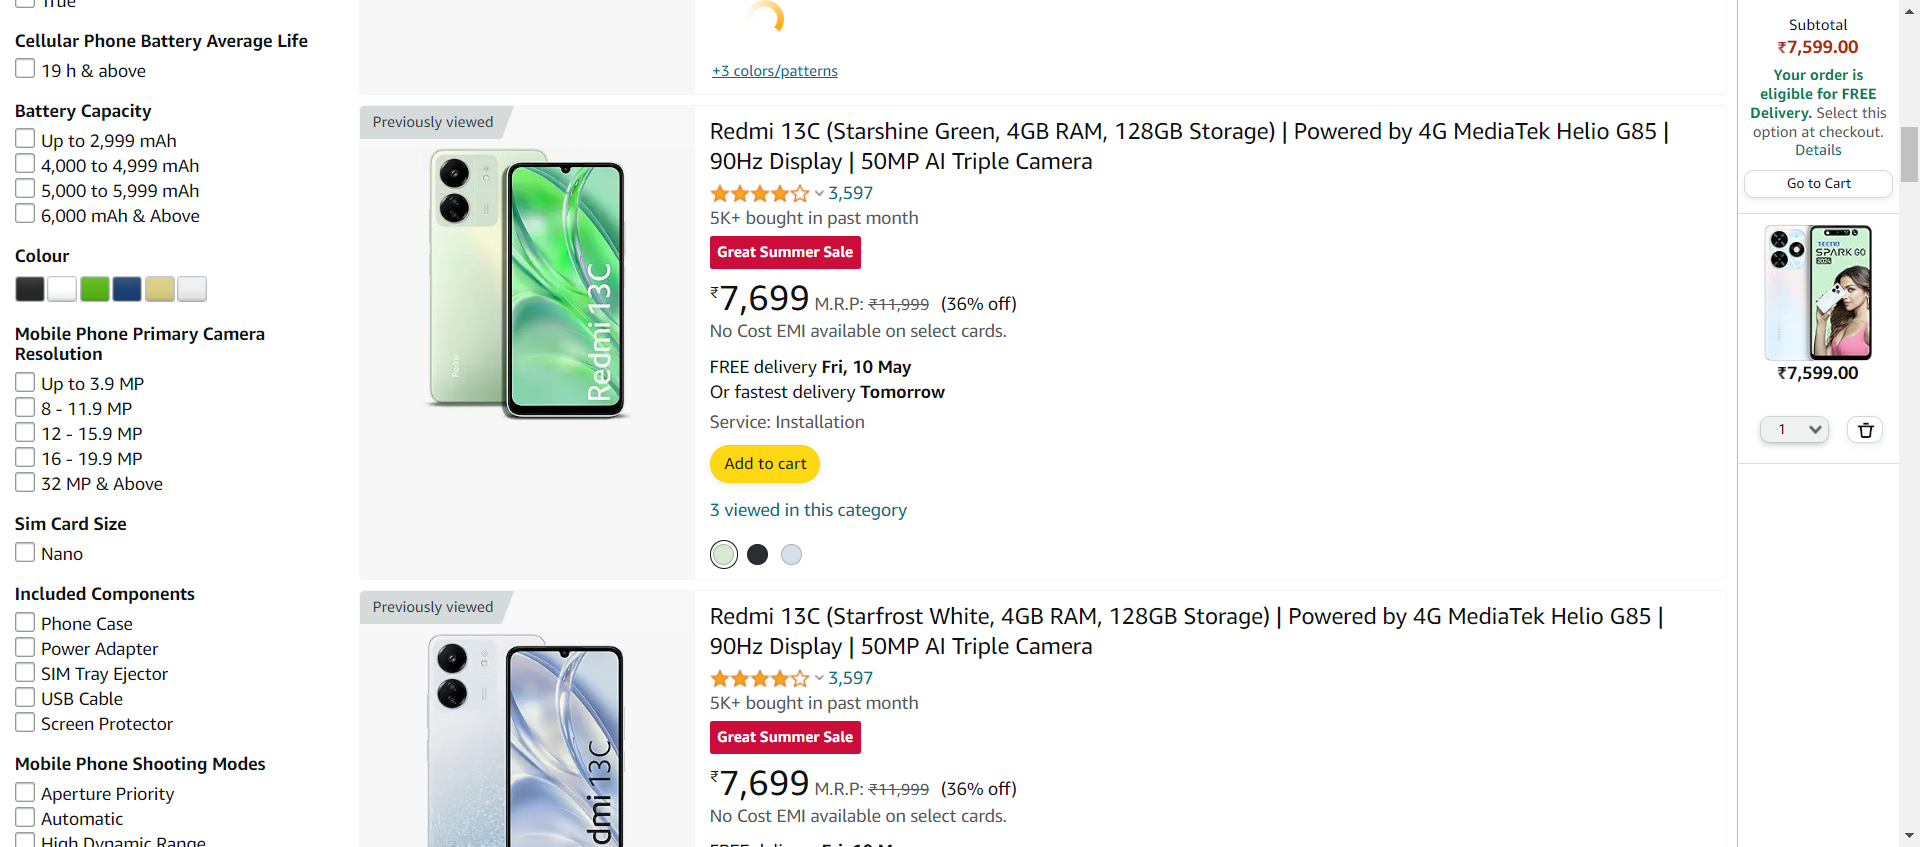 True
Cellular Phone Battery Average Life
19 h & above
Battery Capacity
Up to 2,999 mAh
4,000 to 4,999 mAh
5,000 to 5,999 mAh
6,000 mAh & Above
Colour
Mobile Phone Primary Camera
Resolution
Up to 3.9 MP
8 - 11.9 MP
12 - 15.9 MP
16 - 19.9 MP
32 MP & Above
Sim Card Size
Nano
Included Components
Phone Case
Power Adapter
SIM Tray Ejector
USB Cable
Screen Protector
Mobile Phone Shooting Modes
Aperture Priority
Automatic
High Dynamic Range
+3 colors/patterns
Previously viewed
Redmi 13C
Redmi 13C (Starshine Green, 4GB RAM, 128GB Storage) | Powered by 4G MediaTek Helio G85 |
90Hz Display | 50MP AI Triple Camera
3,597
5K+ bought in past month
Great Summer Sale
₹7,699 M.R.P: ₹11,999 (36% off)
No Cost EMI available on select cards.
FREE delivery Fri, 10 May
Or fastest delivery Tomorrow
Service: Installation
Add to cart
3 viewed in this category
Previously viewed
dmi 13C
Redmi 13C (Starfrost White, 4GB RAM, 128GB Storage) | Powered by 4G MediaTek Helio G85 |
90Hz Display | 50MP AI Triple Camera
3,597
5K+ bought in past month
Great Summer Sale
₹7,699 M.R.P: ₹11,999 (36% off)
No Cost EMI available on select cards.
FREE delivery Fri, 10 May
Subtotal
₹7,599.00
Your order is
eligible for FREE
Delivery. Select this
option at checkout.
Details
Go to Cart
TECNO
SPARK GO
2024
₹7,599.00
1